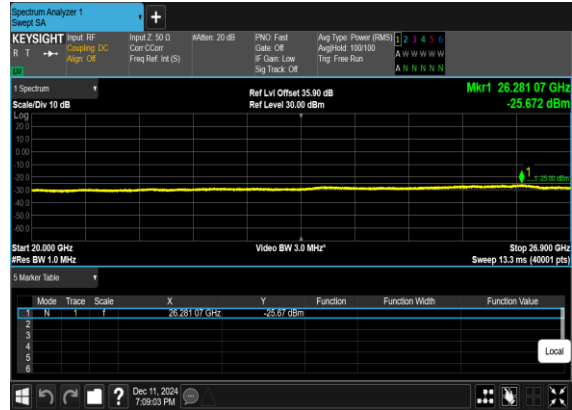 Spectrum Analyzer 1
Swept SA
+
KEYSIGHT Input: RF Input Z: 50 Ω #Atten: 20 dB PNO: Fast Avg Type: Power (RMS) 1 2 3 4 5 6
R T Coupling: DC Corr CCorr Gate: Off Avg|Hold: 100/100 A W W W W W
Align: Off Freq Ref: Int (S) IF Gain: Low Trig: Free Run
Sig Track: Off A N N N N N
1 Spectrum Ref Lvl Offset 35.90 dB Mkr1 26.281 07 GHz
Scale/Div 10 dB Ref Level 30.00 dBm -25.672 dBm
Log
20.0
10.0
0.00
-10.0
-20.0
-30.0
-40.0
-50.0
-60.0
1
-25.00 dBm
Start 20.000 GHz Video BW 3.0 MHz* Stop 26.900 GHz
#Res BW 1.0 MHz Sweep 13.3 ms (40001 pts)
5 Marker Table
Mode Trace Scale X Y Function Function Width Function Value
1 N 1 f 26.281 07 GHz -25.67 dBm
2
3
4
5
6
Local
? Dec 11, 2024
7:09:03 PM